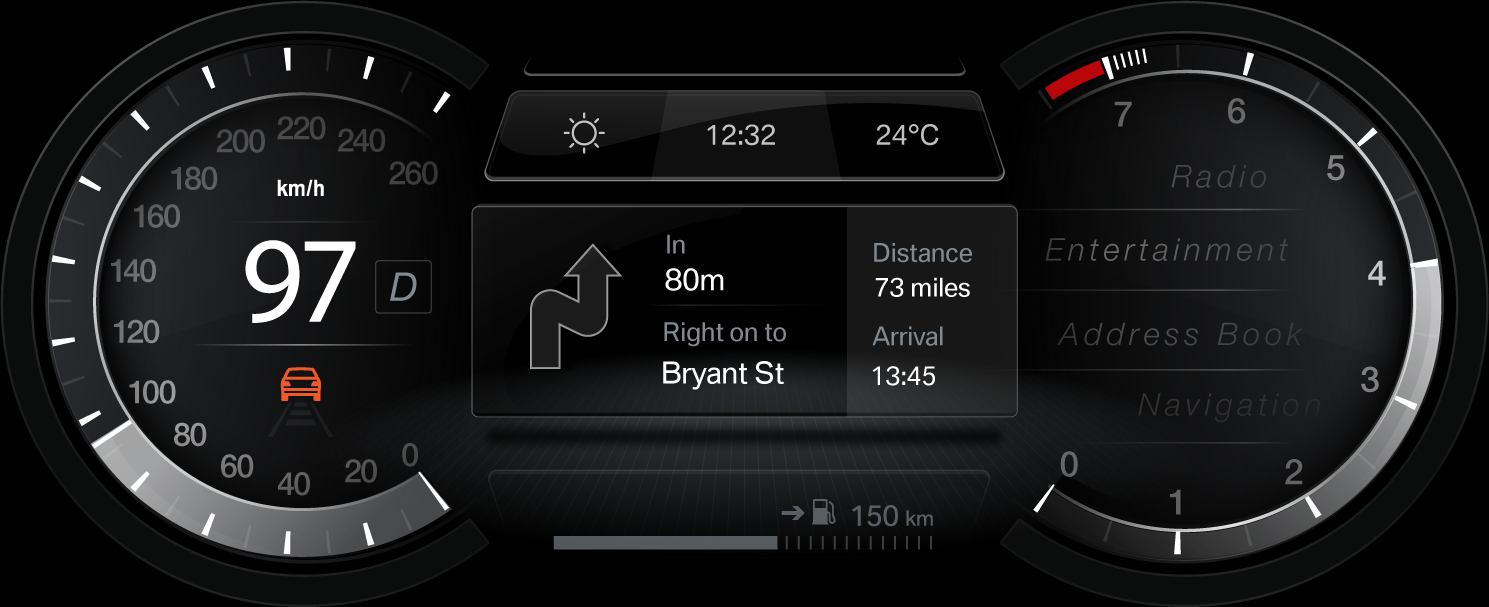 12:32
24°C
220
200
240
180
260
km/h
160
97
D
140
120
100
80
60
40
20
0
In
80m
Right on to
Bryant St
Distance
73 miles
Arrival
13:45
150 km
7
6
5
4
3
2
1
0
Radio
Entertainment
Address Book
Navigation